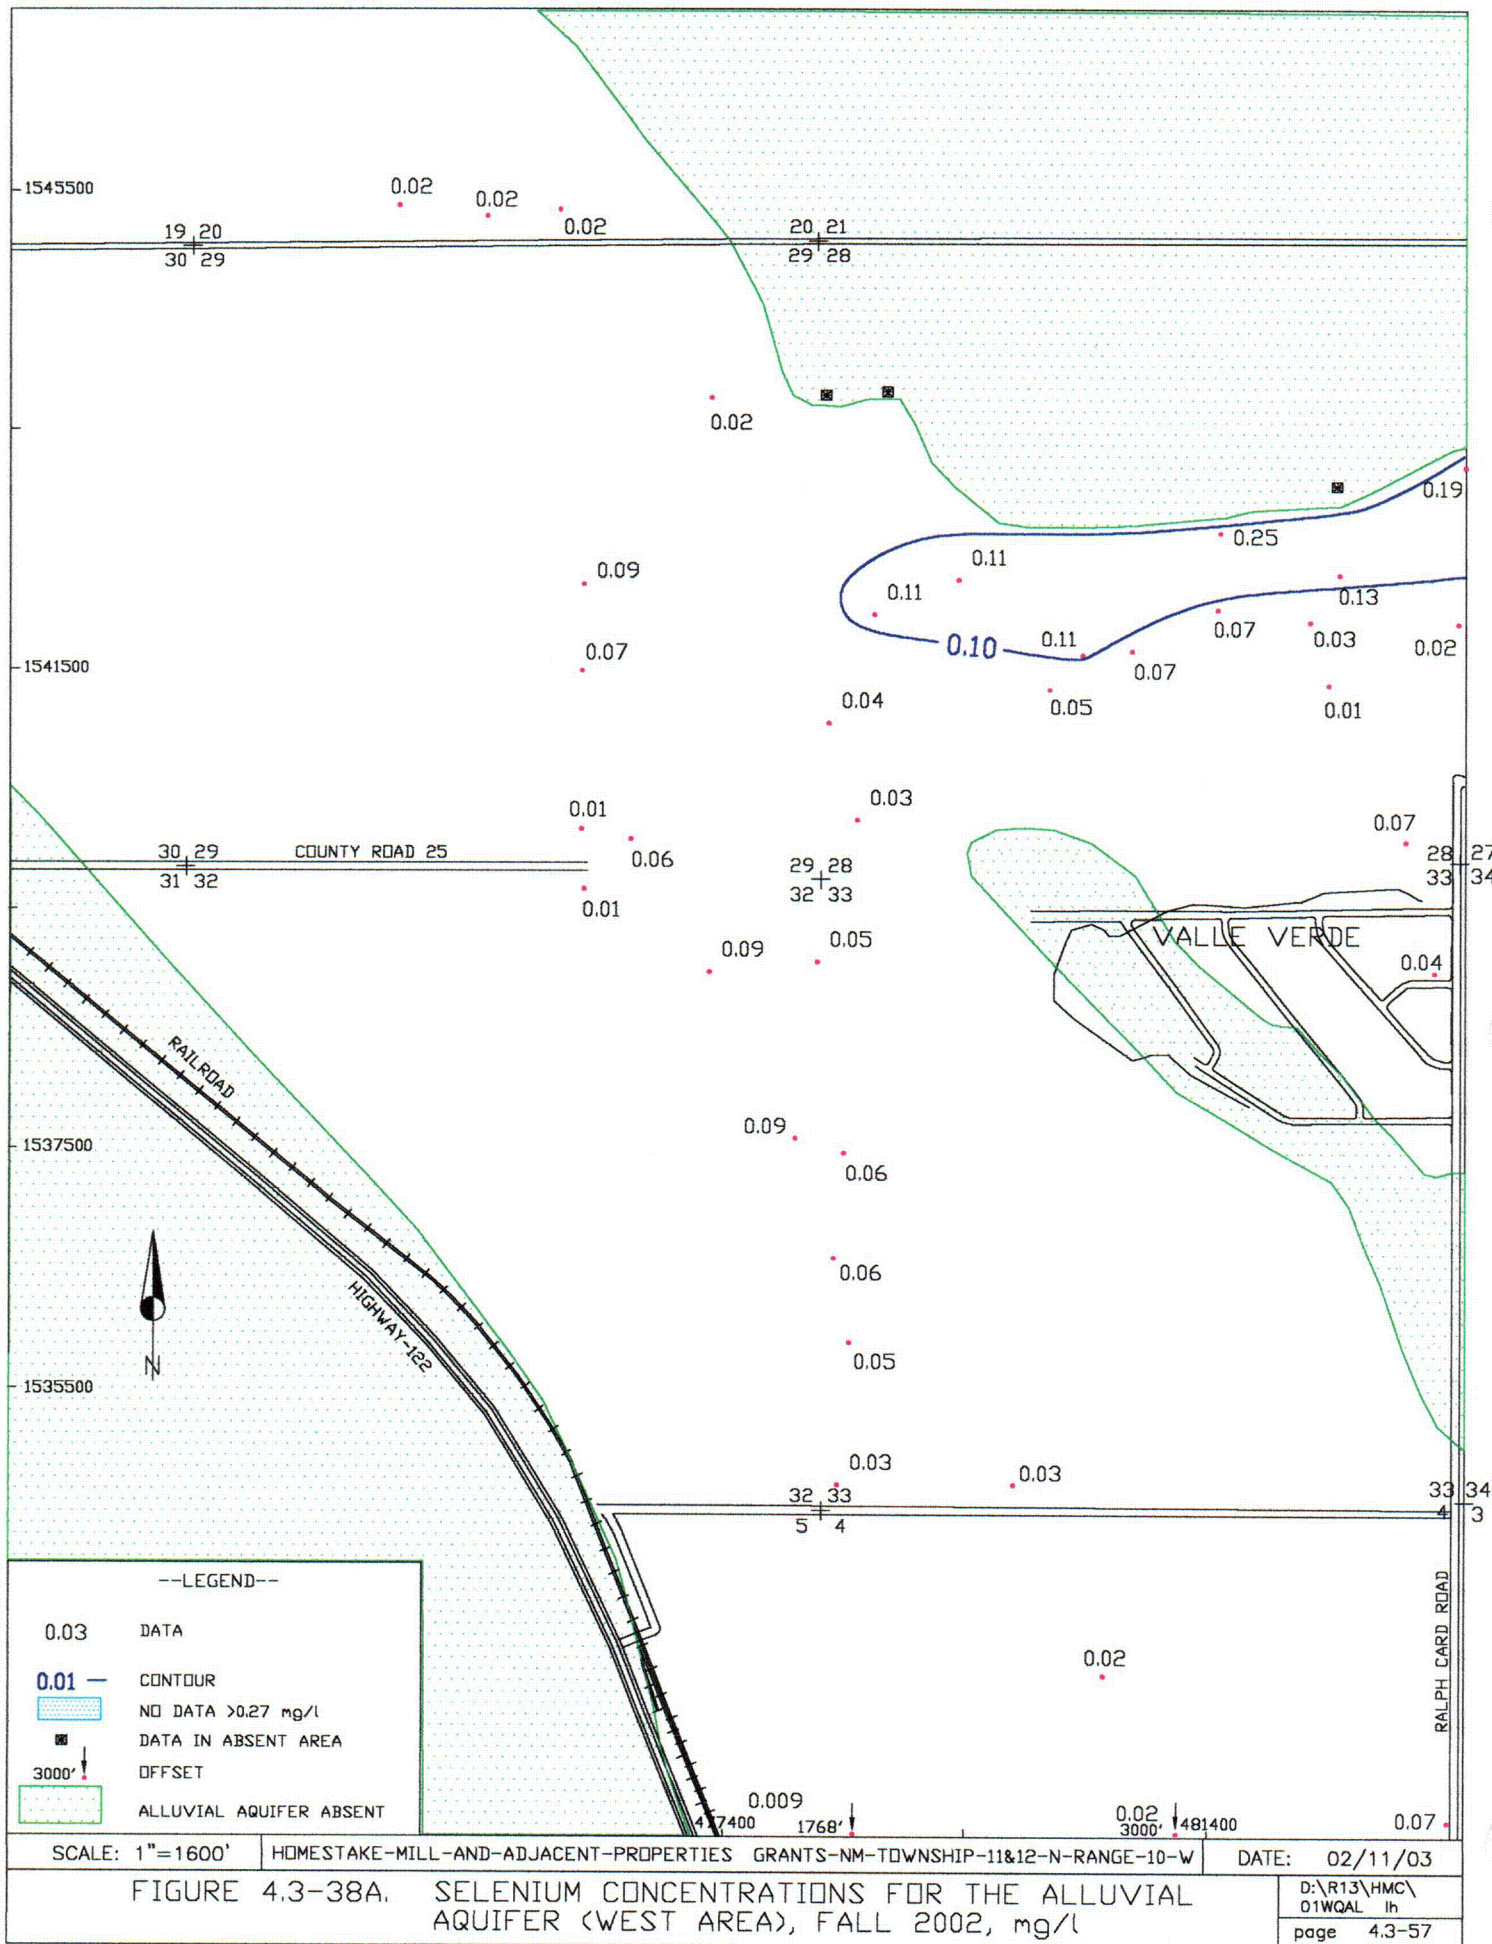 1545500
0.02
0.02
0.02
19 20
30 29
20 21
29 28
0.02
0.19
0.25
0.11
0.09
0.13
0.11
0.07
0.03
0.02
0.11
0.10
0.07
0.07
1541500
0.05
0.01
0.04
0.03
0.01
0.07
0.06
30 29
COUNTY ROAD 25
31 32
29 28
32 33
28 27
33 34
0.01
0.05
0.09
VALLE VERDE
0.04
RAILROAD
0.09
1537500
0.06
0.06
HIGHWAY-122
N
0.05
1535500
0.03
0.03
32 33
5 4
33 34
4 3
--LEGEND--
0.03 DATA
0.01 CONTOUR
NO DATA >0.27 mg/l
DATA IN ABSENT AREA
3000' OFFSET
ALLUVIAL AQUIFER ABSENT
0.02
RALPH CARD ROAD
0.009
477400
1768'
0.02
3000'
481400
0.07
SCALE: 1"=1600'
HOMESTAKE-MILL-AND-ADJACENT-PROPERTIES GRANTS-NM-TOWNSHIP-11&12-N-RANGE-10-W
DATE: 02/11/03
FIGURE 4.3-38A. SELENIUM CONCENTRATIONS FOR THE ALLUVIAL
AQUIFER (WEST AREA), FALL 2002, mg/l
D:\R13\HMC\
01WQAL lh
page 4.3-57